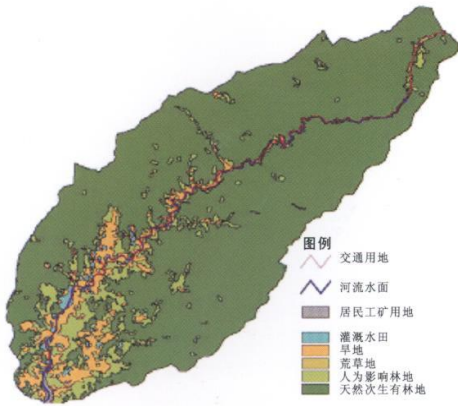 图例
交通用地
河流水面
居民工矿用地
灌溉水田
旱地
荒草地
人为影响林地
天然次生有林地